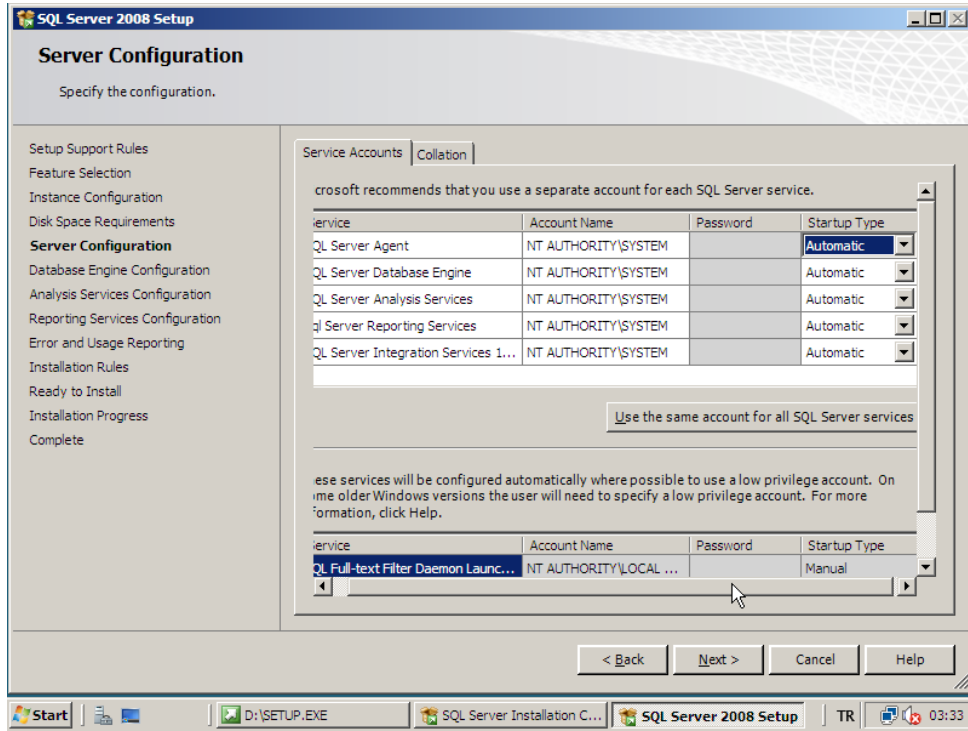 SQL Server 2008 Setup
Server Configuration
Specify the configuration.
Setup Support Rules
Feature Selection
Instance Configuration
Disk Space Requirements
Server Configuration
Database Engine Configuration
Analysis Services Configuration
Reporting Services Configuration
Error and Usage Reporting
Installation Rules
Ready to Install
Installation Progress
Complete
Service Accounts Collation
crosoft recommends that you use a separate account for each SQL Server service.
Service Account Name Password Startup Type
QL Server Agent NT AUTHORITY\SYSTEM Automatic
QL Server Database Engine NT AUTHORITY\SYSTEM Automatic
QL Server Analysis Services NT AUTHORITY\SYSTEM Automatic
ql Server Reporting Services NT AUTHORITY\SYSTEM Automatic
QL Server Integration Services 1... NT AUTHORITY\SYSTEM Automatic
Use the same account for all SQL Server services
ese services will be configured automatically where possible to use a low privilege account. On
ome older Windows versions the user will need to specify a low privilege account. For more
formation, click Help.
Service Account Name Password Startup Type
QL Full-text Filter Daemon Launc... NT AUTHORITY\LOCAL ... Manual
< Back Next > Cancel Help
Start D:\SETUP.EXE SQL Server Installation C... SQL Server 2008 Setup TR 03:33